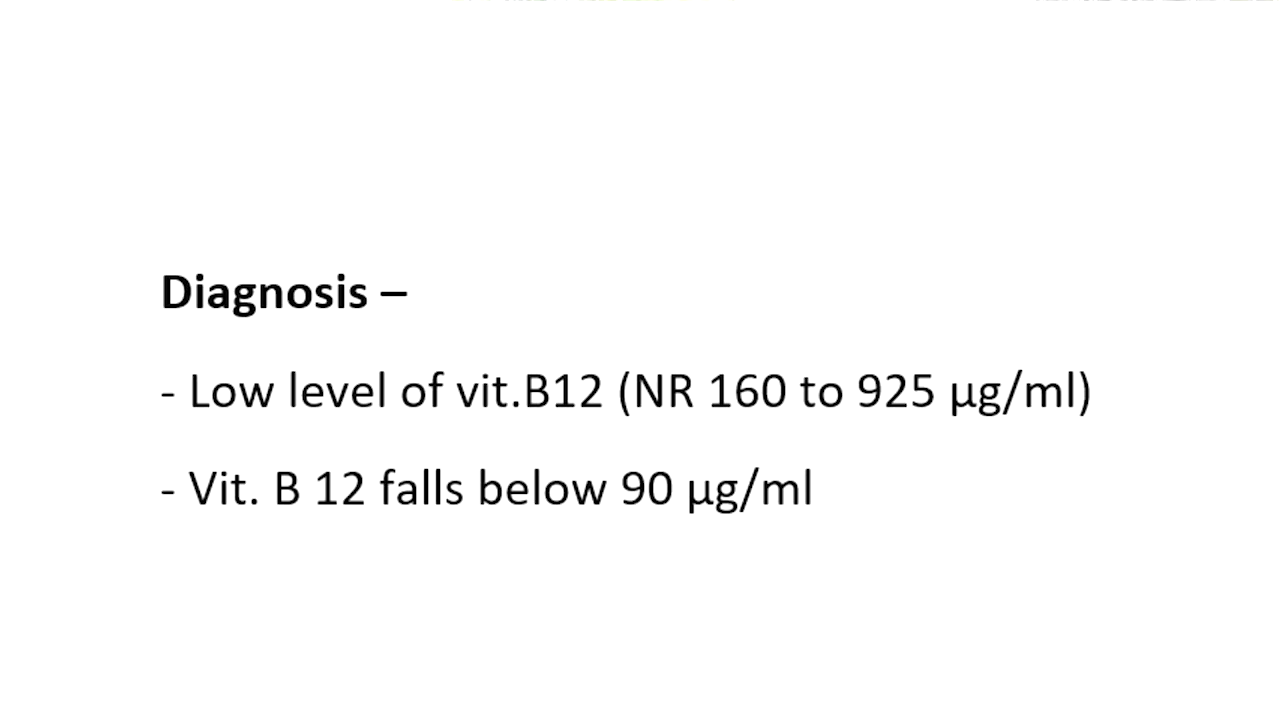 Diagnosis –
- Low level of vit.B12 (NR 160 to 925 µg/ml)
- Vit. B 12 falls below 90 µg/ml